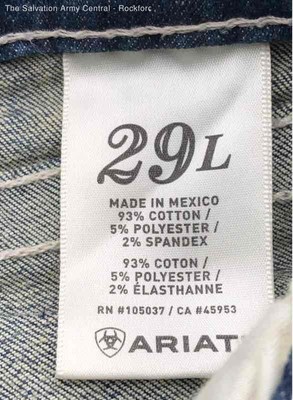 The Salvation Army Central - Rockford,
29L
MADE IN MEXICO
93% COTTON /
5% POLYESTER /
2% SPANDEX
93% COTON /
5% POLYESTER /
2% ÉLASTHANNE
RN #105037 / CA #45953
ARIAT